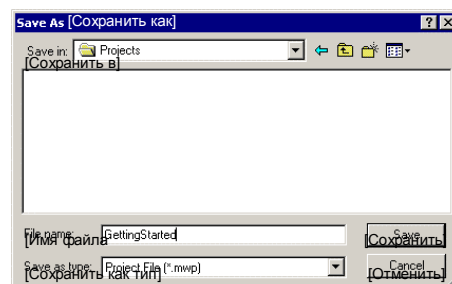 Save As [Сохранить как]
Save in: Projects
[Сохранить в]
File name: GettingStarted Save
[Имя файла [Сохранить]
Save as type: Project File (*.mwp) Cancel
[Сохранить как тип] [Отменить]